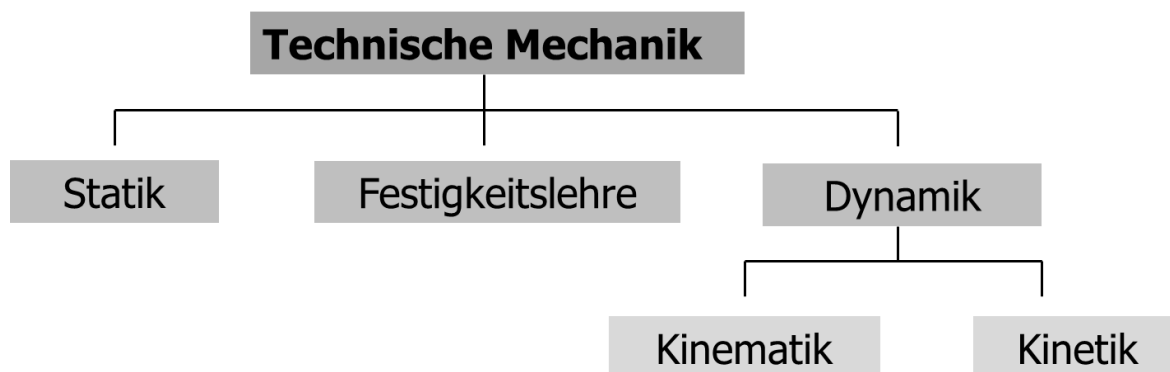 Technische Mechanik
Statik
Festigkeitslehre
Dynamik
Kinematik
Kinetik